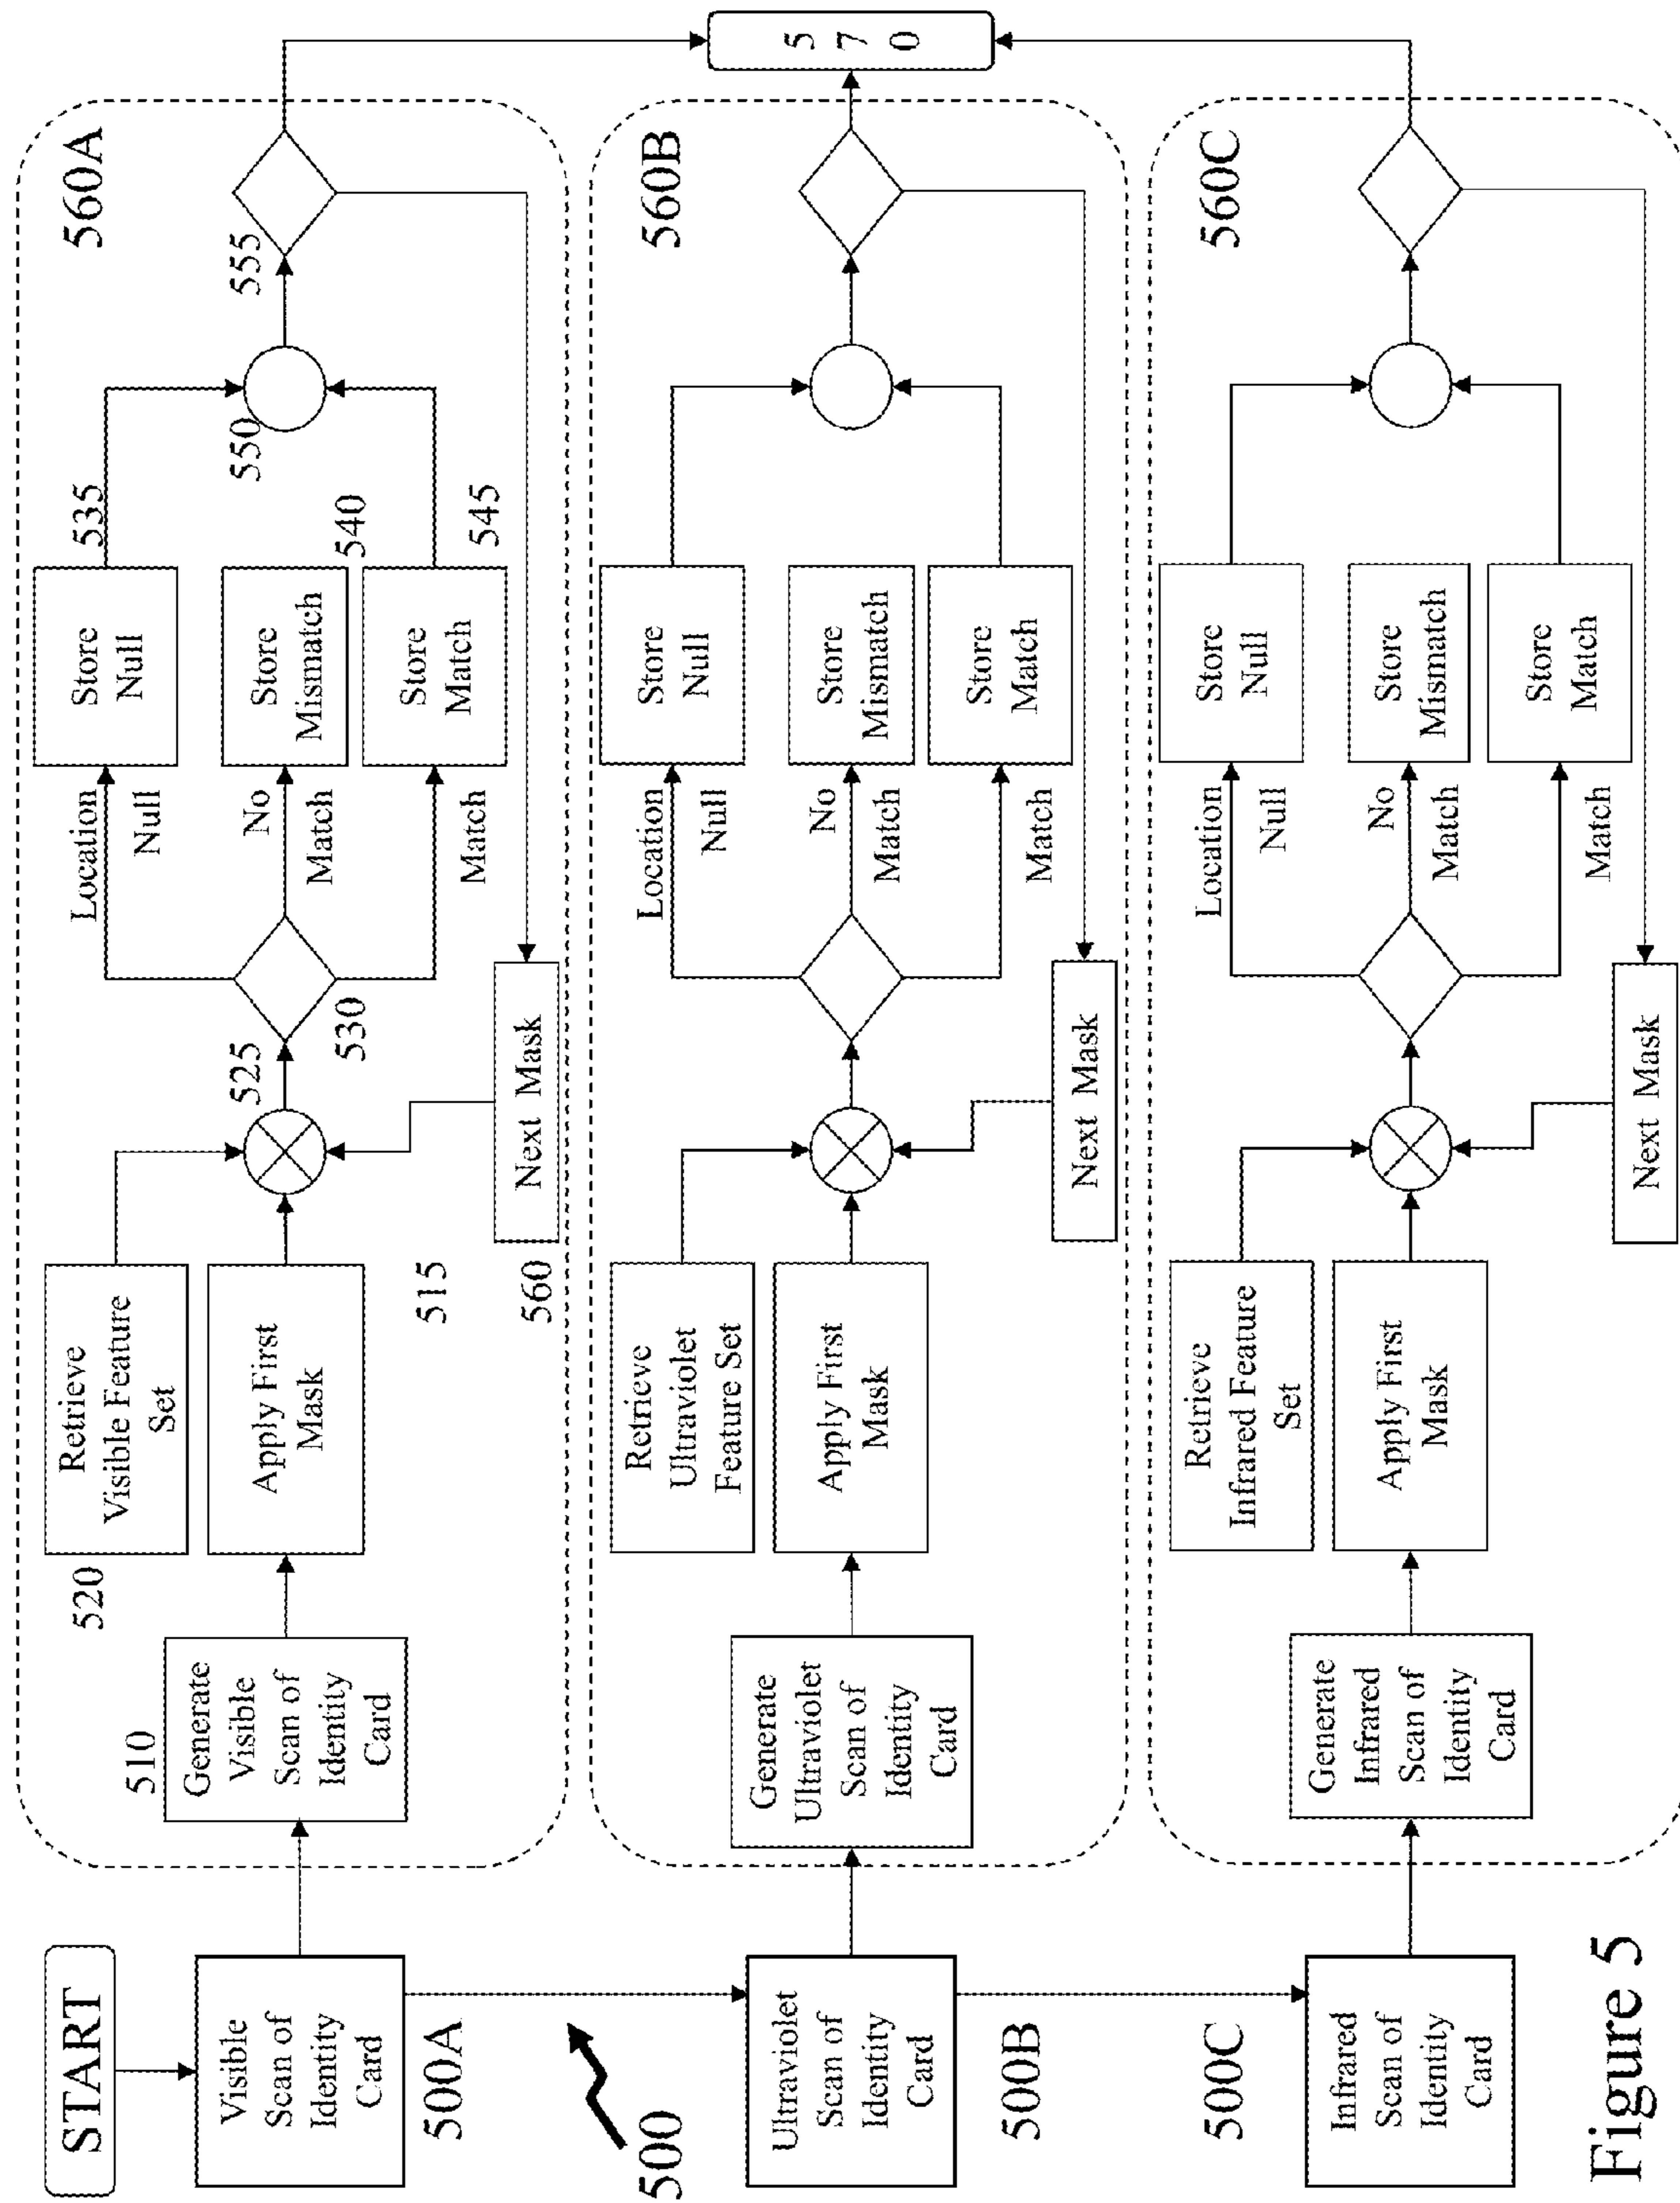 START
Visible
Scan of
Identity
Card
500A
500
Ultraviolet
Scan of
Identity
Card
500B
500C
Infrared
Scan of
Identity
Card
560A
510
Generate
Visible
Scan of
Identity
Card
520
Retrieve
Visible Feature
Set
Apply First
Mask
515
525
530
Next Mask
560
Location
Null
No
Match
Match
Store
Null
535
Store
Mismatch
540
Store
Match
545
550
555
560B
Generate
Ultraviolet
Scan of
Identity
Card
Retrieve
Ultraviolet
Feature Set
Apply First
Mask
Next Mask
Location
Null
No
Match
Match
Store
Null
Store
Mismatch
Store
Match
560C
Generate
Infrared
Scan of
Identity
Card
Retrieve
Infrared Feature
Set
Apply First
Mask
Next Mask
Location
Null
No
Match
Match
Store
Null
Store
Mismatch
Store
Match
5
7
0
Figure 5